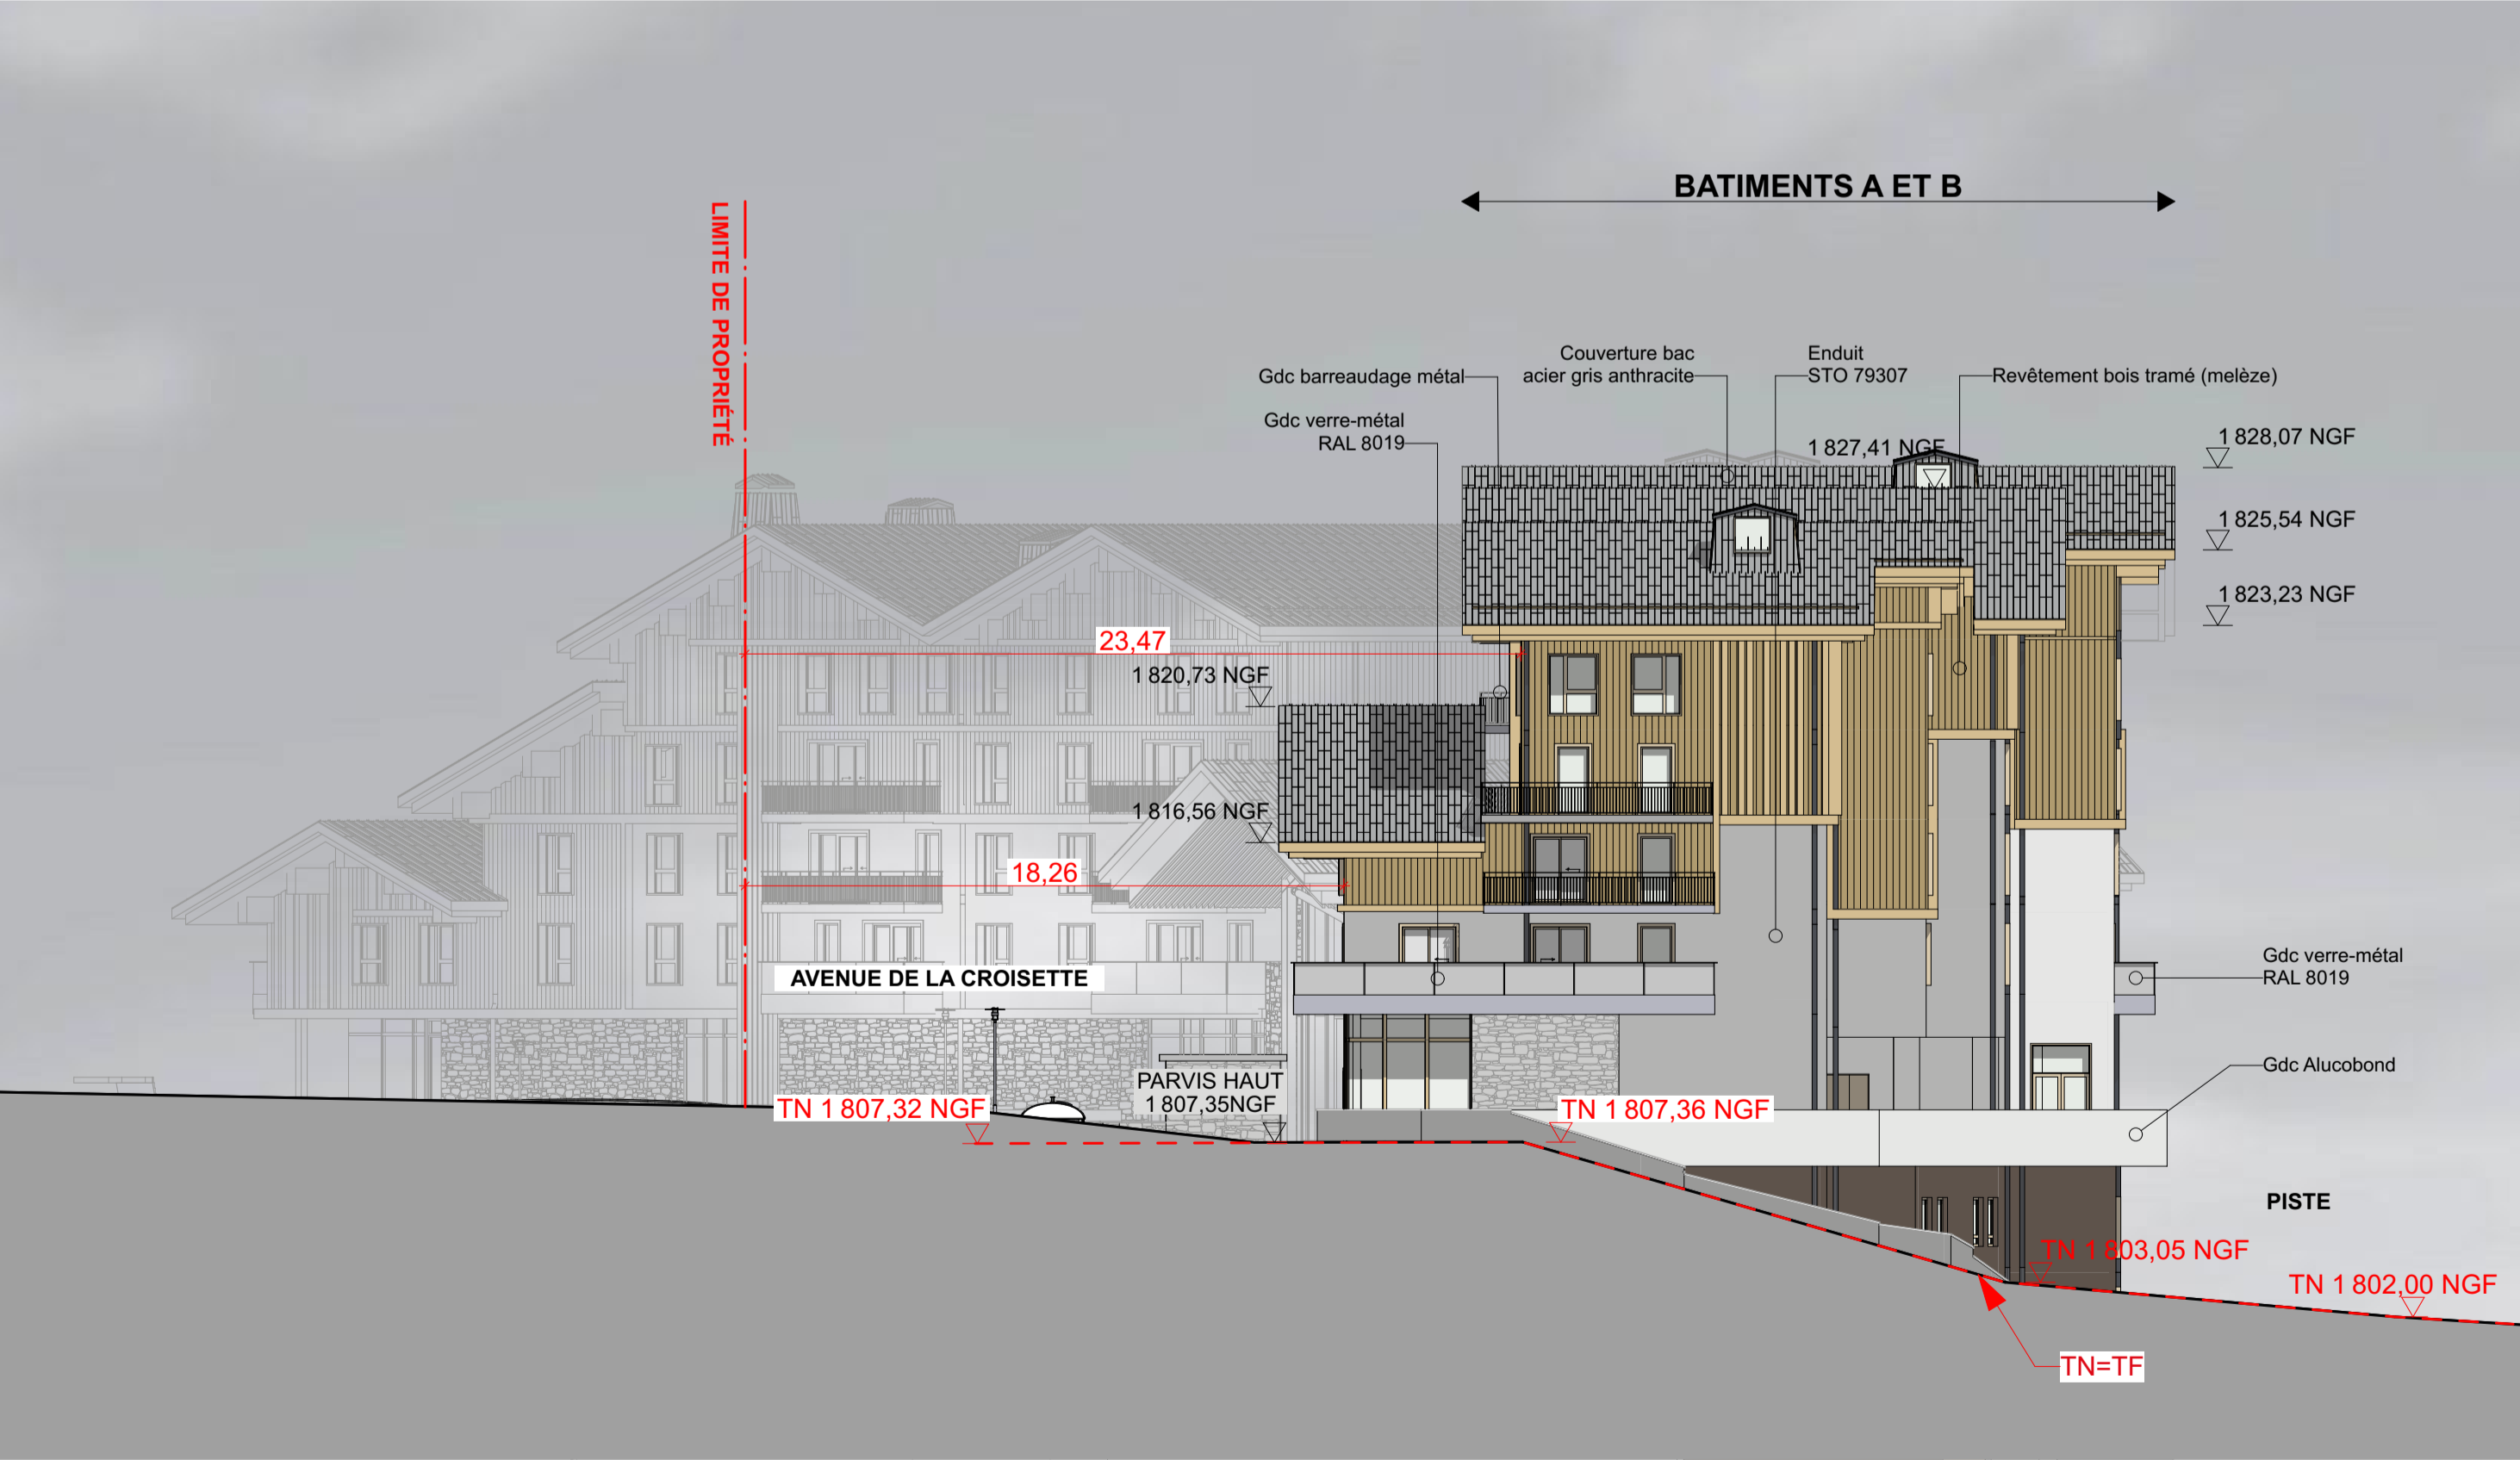 BATIMENTS A ET B
LIMITE DE PROPRIÉTÉ
Couverture bac
acier gris anthracite
Enduit
STO 79307
Gdc barreaudage métal
Revêtement bois tramé (melèze)
Gdc verre-métal
RAL 8019
1 827,41 NGF
1 828,07 NGF
1 825,54 NGF
1 823,23 NGF
23,47
1 820,73 NGF
1 816,56 NGF
18,26
AVENUE DE LA CROISETTE
Gdc verre-métal
RAL 8019
Gdc Alucobond
PARVIS HAUT
1 807,35NGF
TN 1 807,32 NGF
TN 1 807,36 NGF
PISTE
TN 1 803,05 NGF
TN 1 802,00 NGF
TN=TF